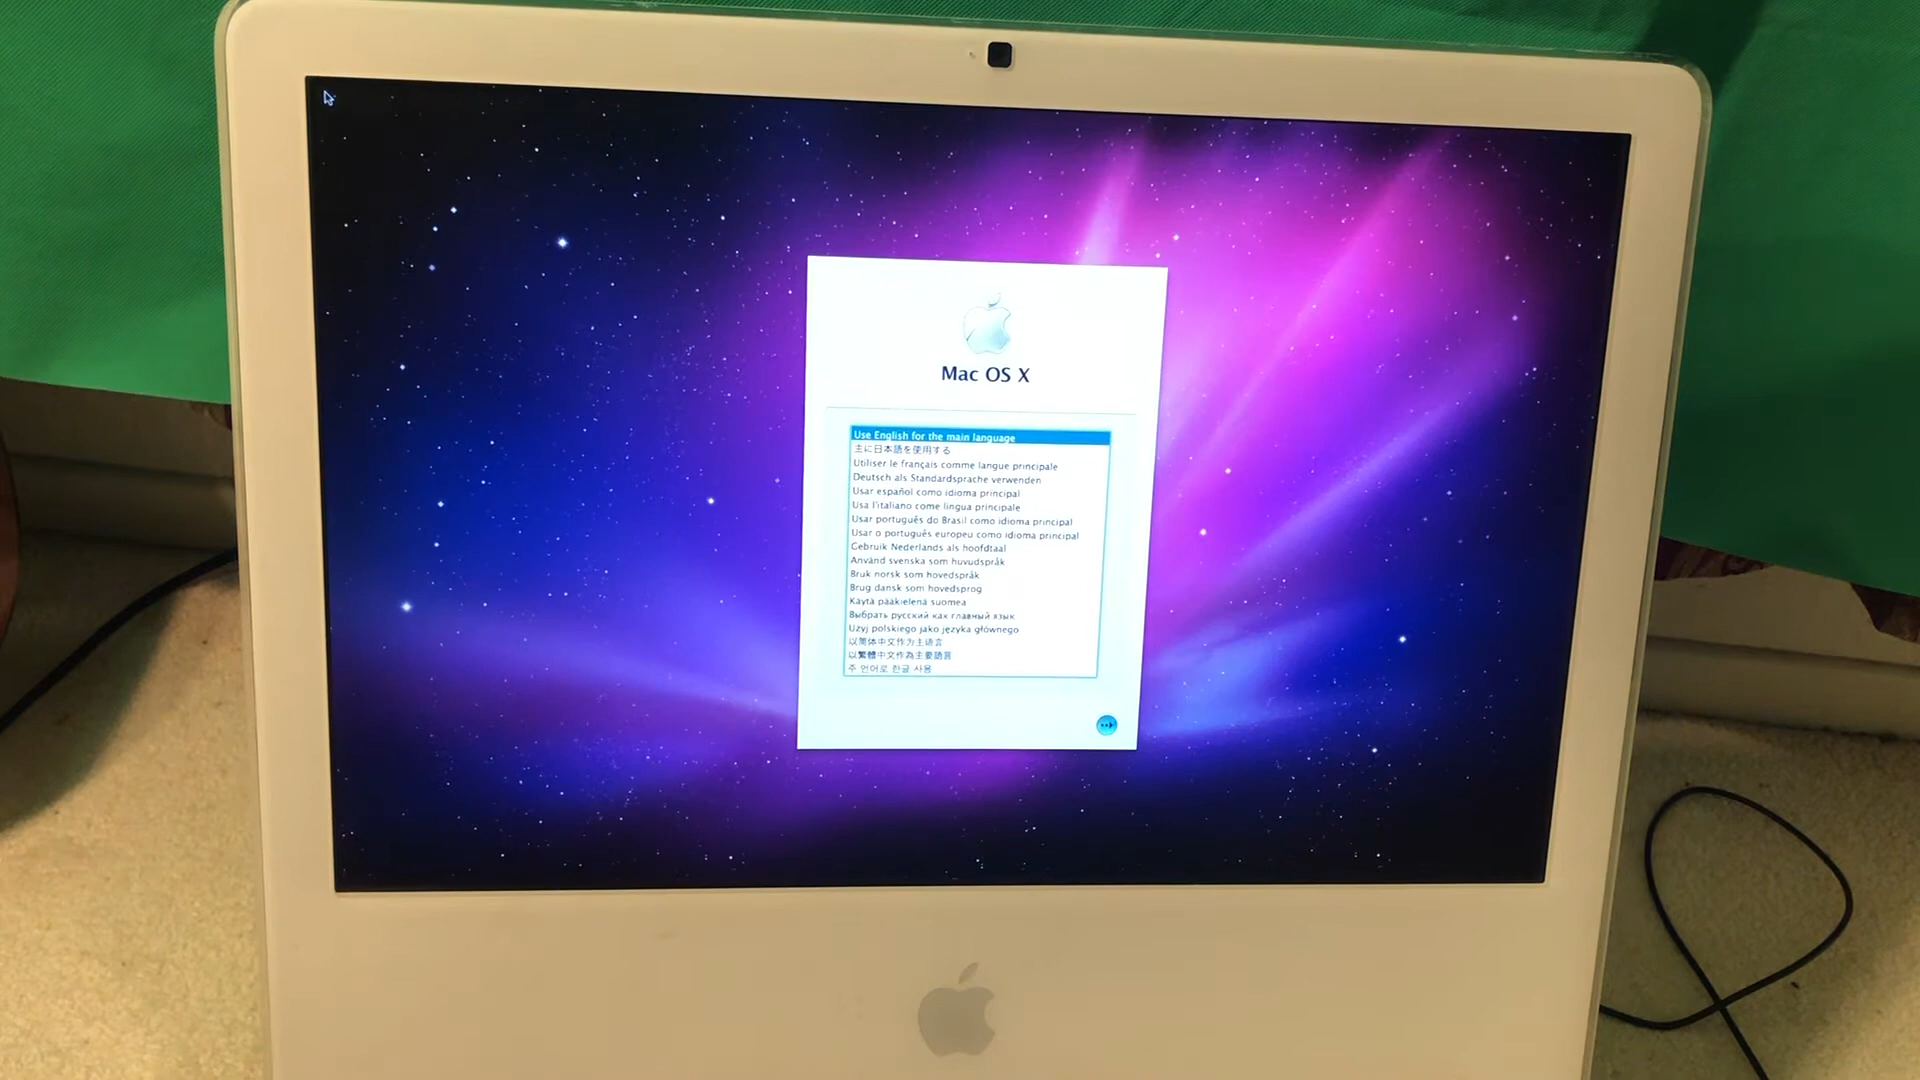 Mac OS X
Use English for the main language
主に日本語を使用する
Utiliser le français comme langue principale
Deutsch als Standardsprache verwenden
Usar español como idioma principal
Usa l'italiano come lingua principale
Usar português do Brasil como idioma principal
Usar o português europeu como idioma principal
Gebruik Nederlands als hoofdtaal
Använd svenska som huvudspråk
Bruk norsk som hovedspråk
Brug dansk som hovedsprog
Käytä pääkielenä suomea
Выбрать русский как главный язык
Użyj polskiego jako języka głównego
以简体中文作为主语言
以繁體中文作為主要語言
주 언어로 한글 사용